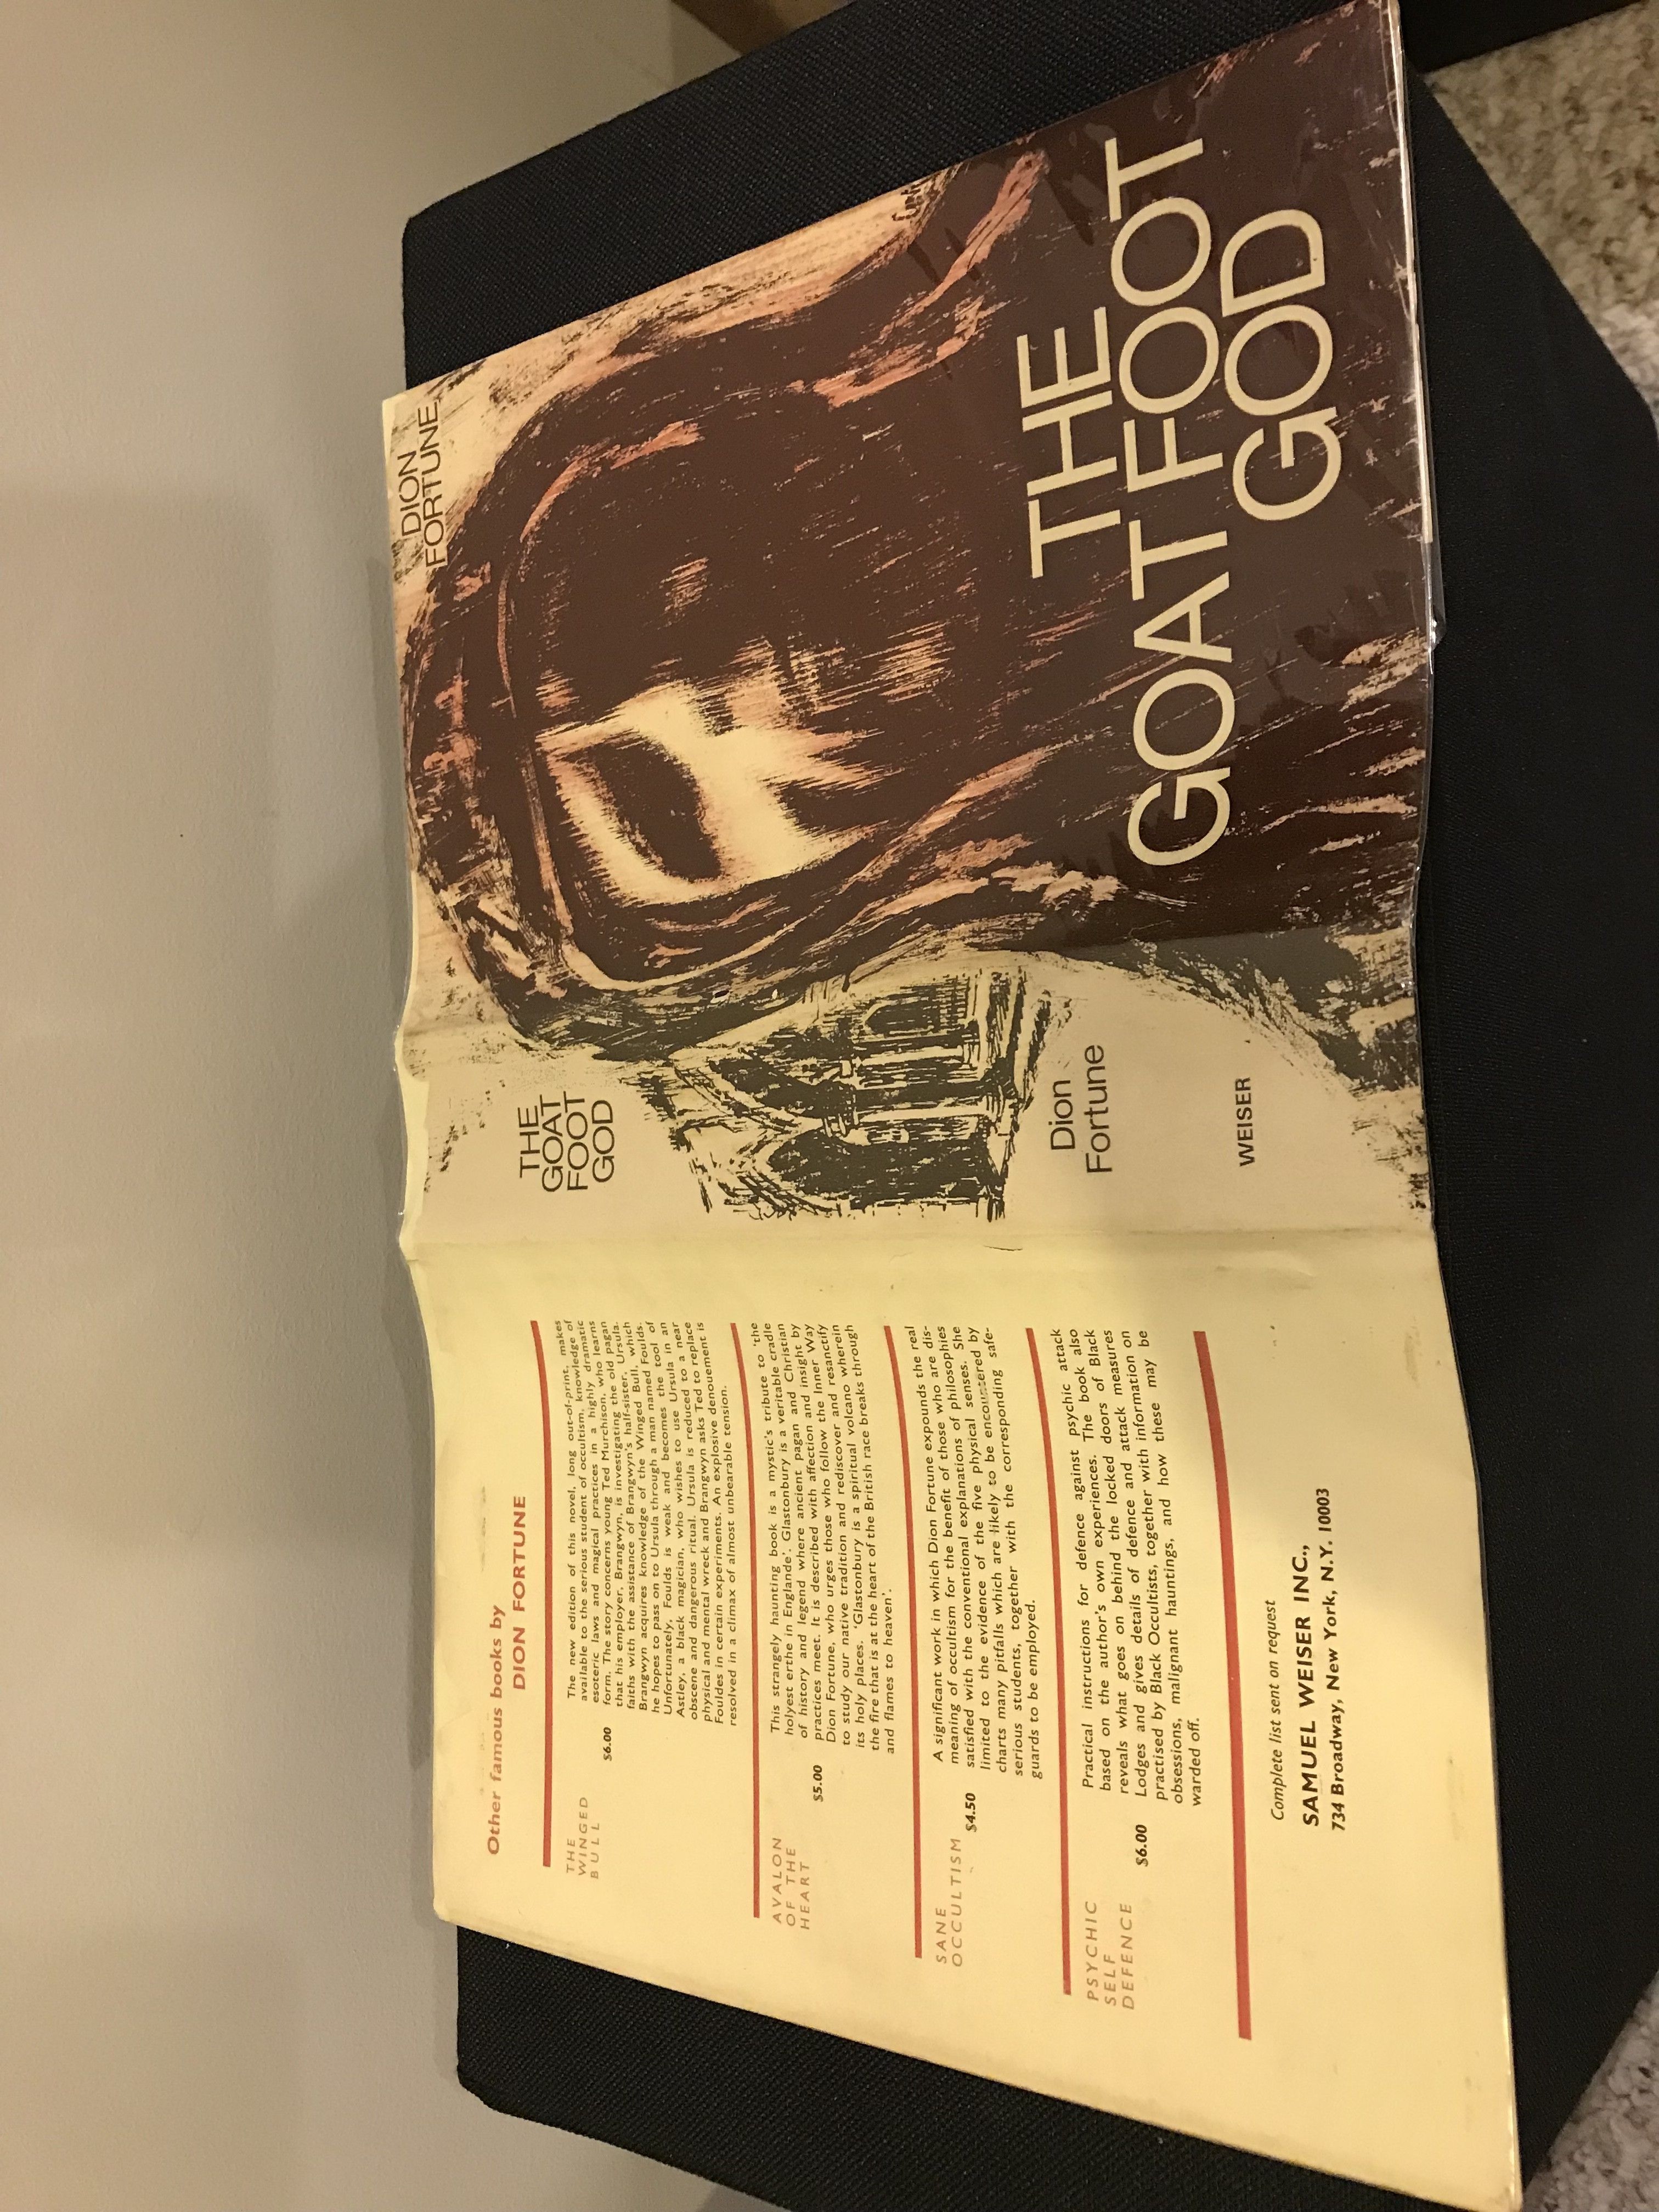 Other famous books by
DION FORTUNE
THE
WINGED
BULL
$6.00
The new edition of this novel, long out-of-print, makes
available to the serious student of occultism, knowledge of
esoteric laws and magical practices in a highly dramatic
form. The story concerns young Ted Murchison, who learns
that his employer, Brangwyn, is investigating the old pagan
faiths with the assistance of Brangwyn's half-sister, Ursula.
Brangwyn acquires knowledge of the Winged Bull, which
he hopes to pass on to Ursula through a man named Foulds.
Unfortunately, Foulds is weak and becomes the tool of
Astley, a black magician, who wishes to use Ursula in an
obscene and dangerous ritual. Ursula is reduced to a near
physical and mental wreck and Brangwyn asks Ted to replace
Fouldes in certain experiments. An explosive denouement is
resolved in a climax of almost unbearable tension.
AVALON
OF THE
HEART
$5.00
This strangely haunting book is a mystic's tribute to 'the
holyest erthe in Englande'. Glastonbury is a veritable cradle
of history and legend where ancient pagan and Christian
practices meet. It is described with affection and insight by
Dion Fortune, who urges those who follow the Inner Way
to study our native tradition and rediscover and resanctify
its holy places. 'Glastonbury is a spiritual volcano wherein
the fire that is at the heart of the British race breaks through
and flames to heaven'.
SANE
OCCULTISM
$4.50
A significant work in which Dion Fortune expounds the real
meaning of occultism for the benefit of those who are dis-
satisfied with the conventional explanations of philosophies
limited to the evidence of the five physical senses. She
charts many pitfalls which are likely to be encountered by
serious students, together with the corresponding safe-
guards to be employed.
PSYCHIC
SELF
DEFENCE
$6.00
Practical instructions for defence against psychic attack
based on the author's own experiences. The book also
reveals what goes on behind the locked doors of Black
Lodges and gives details of defence and attack measures
practised by Black Occultists, together with information on
obsessions, malignant hauntings, and how these may be
warded off.
Complete list sent on request
SAMUEL WEISER INC.,
734 Broadway, New York, N.Y. 10003
THE
GOAT
FOOT
GOD
Dion
Fortune
WEISER
DION
FORTUNE
THE
GOAT FOOT
GOD